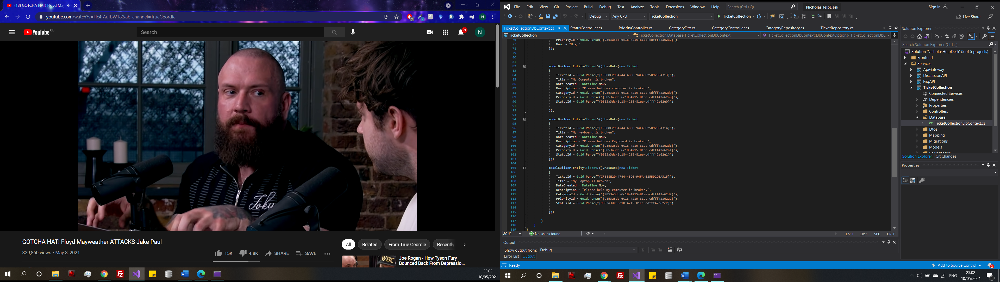 (18) GOTCHA HAT! Floyd May
youtube.com/watch?v=Hc4rAufbW18&ab_channel=TrueGeordie
7
N
YouTube GB
Search
9+
N
Joku
GOTCHA HAT! Floyd Mayweather ATTACKS Jake Paul
329,860 views • May 8, 2021
15K
4.8K
SHARE
SAVE
All
Related
From True Geordie
Recently
WBC
Joe Rogan - How Tyson Fury
Bounced Back From Depressio...
23:02
10/05/2021
File Edit View Git Project Build Debug Test Analyze Tools Extensions Window Help
Search (Ctrl+Q)
NicholasHelpDesk
Sign in
Debug
Any CPU
TicketCollection
TicketCollection
Live Share
TicketCollectionDbContext.cs
StatusController.cs
PriorityController.cs
CategoryDto.cs
CategoryController.cs
CategoryRepository.cs
TicketRepository.cs
TicketCollection
TicketCollection.Database.TicketCollectionDbContext
TicketCollectionDbContext(DbContextOptions<TicketCollectionDbC
76 PriorityId = Guid.Parse("{9853a3dc-6c18-4215-81ee-cdfff42a62a2}"),
77 Name = "High"
78 });
79
80
81
82 modelBuilder.Entity<Ticket>().HasData(new Ticket
83 {
84 TicketId = Guid.Parse("{CFB88E29-4744-48C0-94FA-B25B92DEA313}"),
85 Title = "My Computer is broken",
86 DateCreated = DateTime.Now,
87 Description = "Please help my computer is broken.",
88 CategoryId = Guid.Parse("{9853a3dc-6c18-4215-81ee-cdfff42a62d0}"),
89 PriorityId = Guid.Parse("{9853a3dc-6c18-4215-81ee-cdfff42a62a0}"),
90 StatusId = Guid.Parse("{9853a3dc-6c18-4215-81ee-cdfff42a62e0}")
91
92 });
93
94 modelBuilder.Entity<Ticket>().HasData(new Ticket
95 {
96 TicketId = Guid.Parse("{CFB88E29-4744-48C0-94FA-B25B92DEA314}"),
97 Title = "My Keyboard is broken",
98 DateCreated = DateTime.Now,
99 Description = "Please help my Keyboard is broken.",
100 CategoryId = Guid.Parse("{9853a3dc-6c18-4215-81ee-cdfff42a62d1}"),
101 PriorityId = Guid.Parse("{9853a3dc-6c18-4215-81ee-cdfff42a62a1}"),
102 StatusId = Guid.Parse("{9853a3dc-6c18-4215-81ee-cdfff42a62e1}")
103 });
104
105 modelBuilder.Entity<Ticket>().HasData(new Ticket
106 {
107 TicketId = Guid.Parse("{CFB88E29-4744-48C0-94FA-B25B92DEA315}"),
108 Title = "My Laptop is broken",
109 DateCreated = DateTime.Now,
110 Description = "Please help my computer is broken.",
111 CategoryId = Guid.Parse("{9853a3dc-6c18-4215-81ee-cdfff42a62d2}"),
112 PriorityId = Guid.Parse("{9853a3dc-6c18-4215-81ee-cdfff42a62a2}"),
113 StatusId = Guid.Parse("{9853a3dc-6c18-4215-81ee-cdfff42a62e2}")
114
115 });
116
117 }
118 }
119 }
80 %
No issues found
Ln: 1 Ch: 1 SPC CRLF
Output
Show output from: Debug
Error List Output
Ready
Add to Source Control
2
Solution Explorer
Search Solution Explorer (Ctrl+;)
Solution 'NicholasHelpDesk' (5 of 5 projects)
Frontend
Services
ApiGateway
DiscussionAPI
FaqAPI
TicketCollection
Connected Services
Dependencies
Properties
Controllers
Database
C# TicketCollectionDbContext.cs
Dtos
Mapping
Migrations
Models
Repositories
Solution Explorer Git Changes
Properties
ENG
23:02
10/05/2021
1